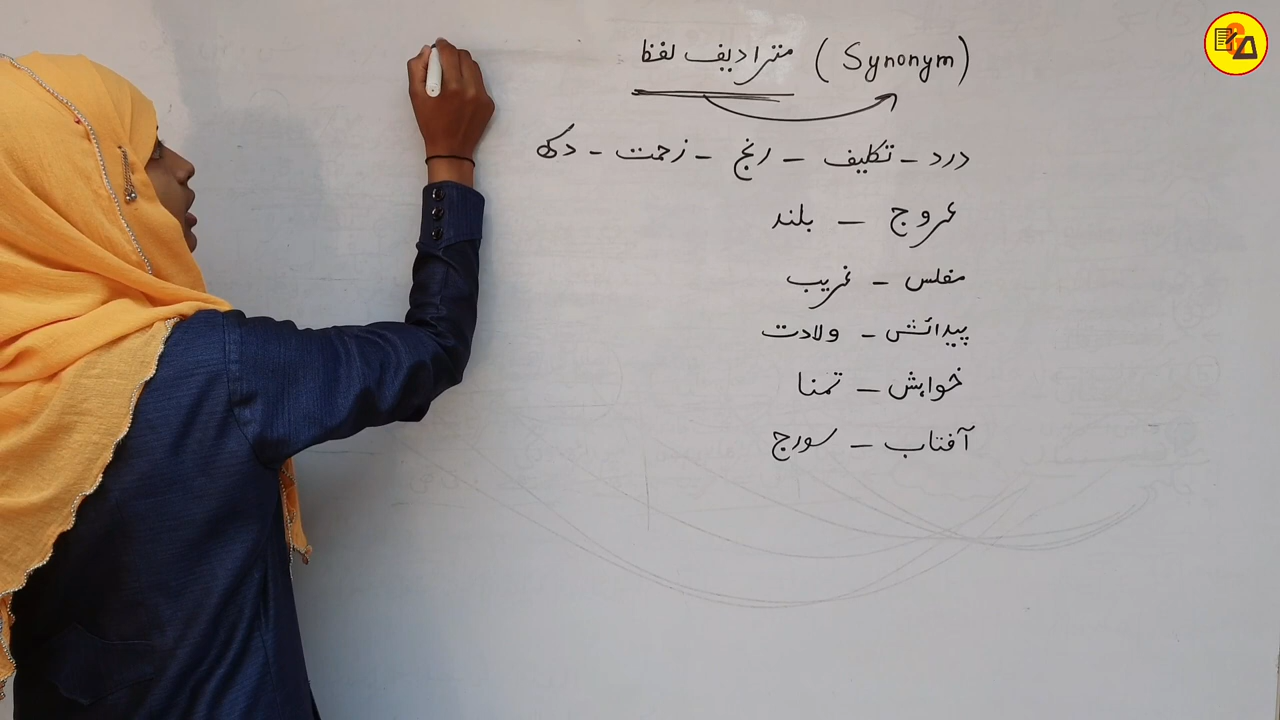 مترادیف لفظ (Synonym)
درد – تکلیف – رنج – زحمت – دکھ
عروج – بلند
مفلس – غریب
پیدائش – ولادت
خواہش – تمنا
آفتاب – سورج